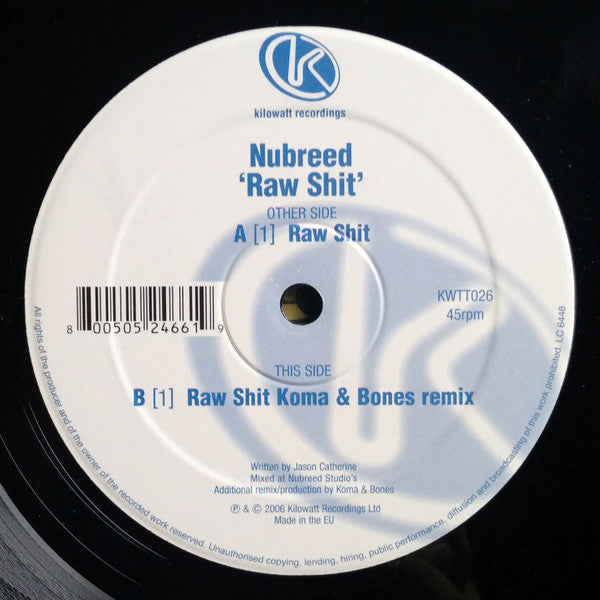 k
kilowatt recordings
Nubreed
‘Raw Shit’
OTHER SIDE
A [1] Raw Shit
KWTT026
45rpm
8 00505 24661 9
THIS SIDE
B [1] Raw Shit Koma & Bones remix
Written by Jason Catherine
Mixed at Nubreed Studio's
Additional remix/production by Koma & Bones
℗ & © 2006 Kilowatt Recordings Ltd
Made in the EU
All rights of the producer and of the owner of the recorded work reserved. Unauthorised copying, lending, hiring, public performance, diffusion and broadcasting of this work prohibited. LC 6448